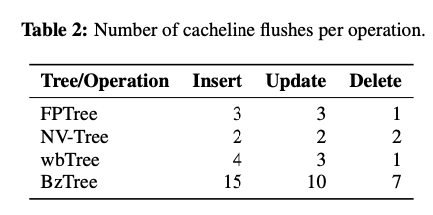 Table 2: Number of cacheline flushes per operation.
Tree/Operation Insert Update Delete
FPTree 3 3 1
NV-Tree 2 2 2
wbTree 4 3 1
BzTree 15 10 7